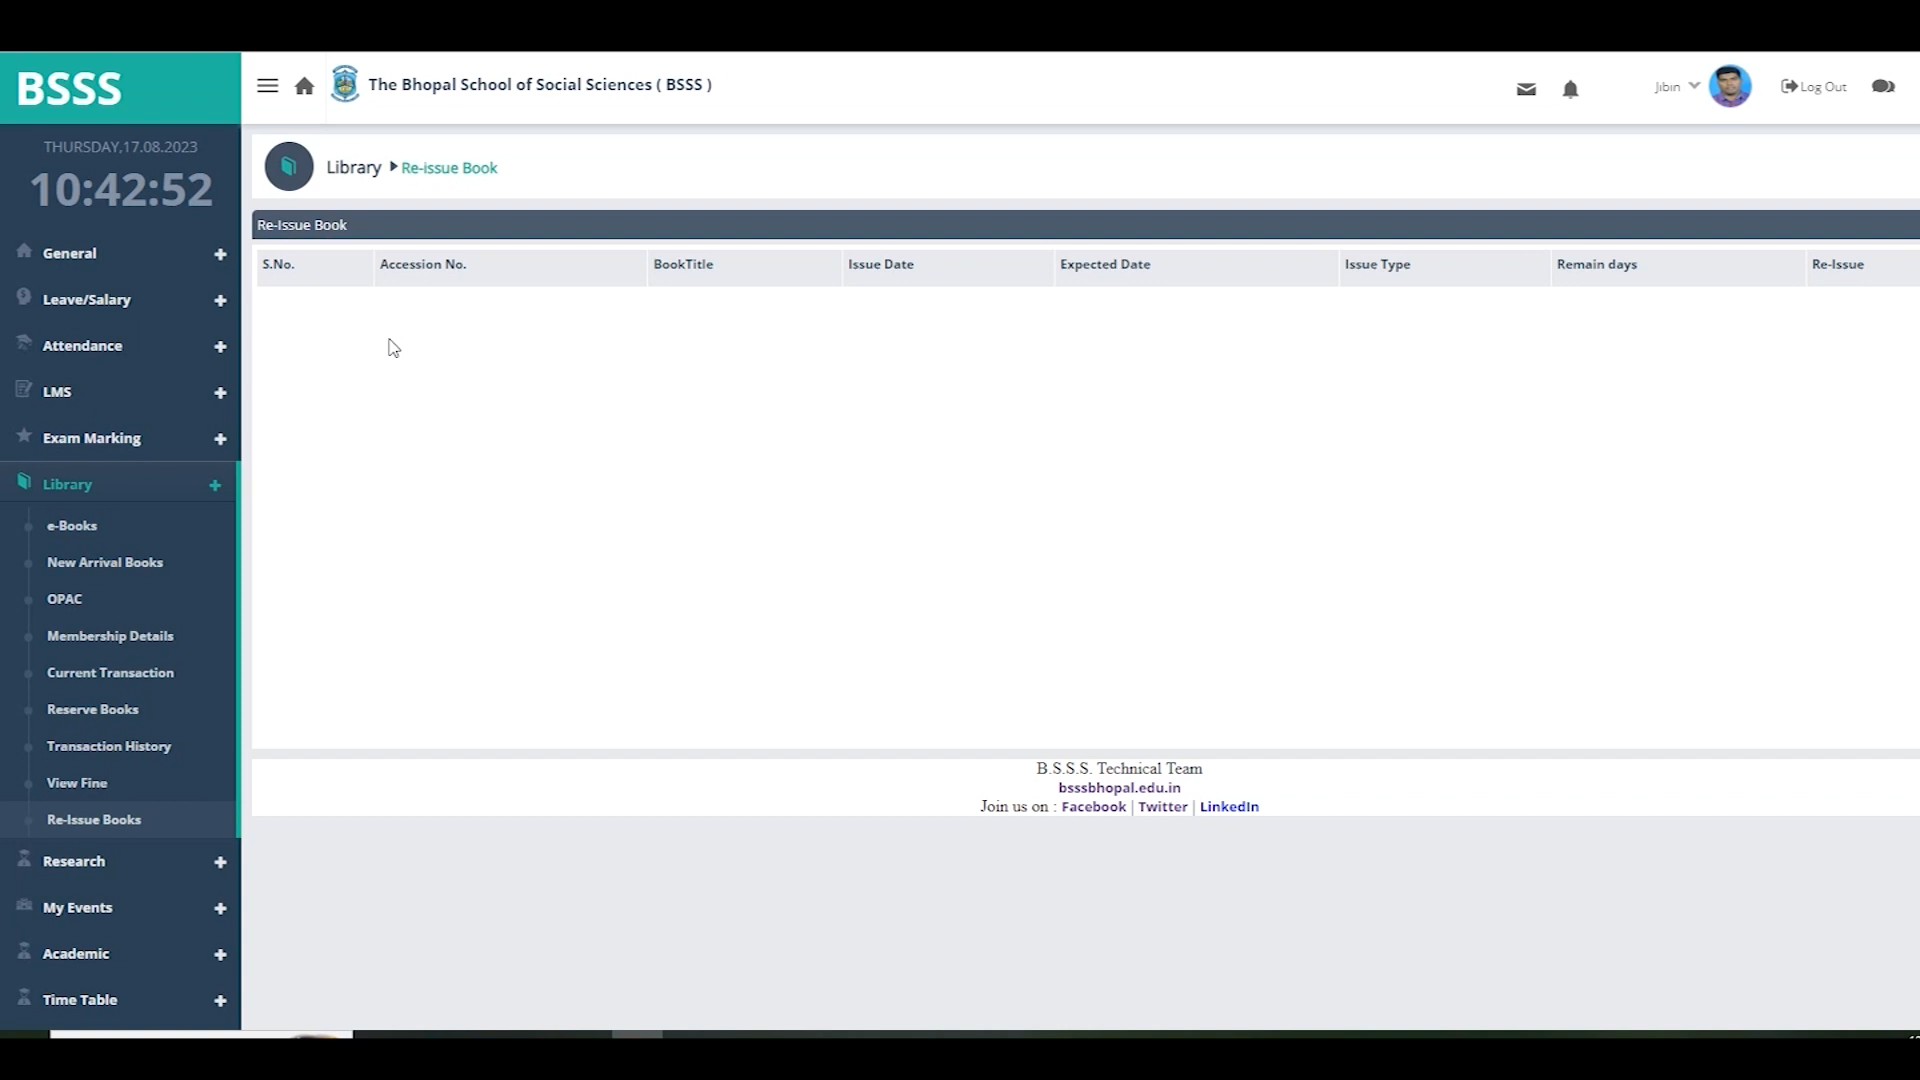 BSSS
The Bhopal School of Social Sciences ( BSSS )
Jibin
Log Out
THURSDAY,17.08.2023
10:42:52
Library
Re-issue Book
Re-Issue Book
S.No.
Accession No.
BookTitle
Issue Date
Expected Date
Issue Type
Remain days
Re-Issue
General
Leave/Salary
Attendance
LMS
Exam Marking
Library
e-Books
New Arrival Books
OPAC
Membership Details
Current Transaction
Reserve Books
Transaction History
View Fine
Re-Issue Books
Research
My Events
Academic
Time Table
B.S.S.S. Technical Team
bsssbhopal.edu.in
Join us on : Facebook | Twitter | LinkedIn